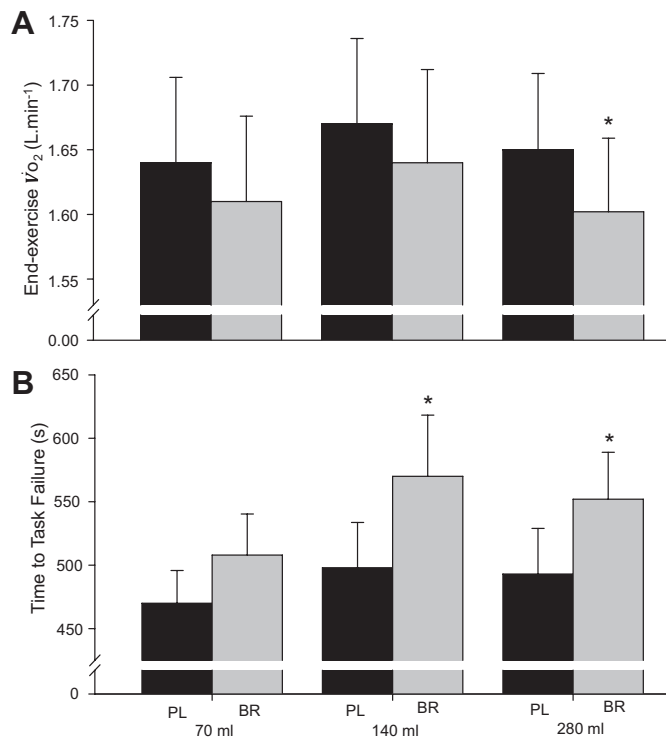 A
End-exercise V̇o₂ (L.min⁻¹)
1.75
1.70
1.65
1.60
1.55
0.00
*
B
Time to Task Failure (s)
650
600
550
500
450
0
*
*
PL BR PL BR PL BR
70 ml 140 ml 280 ml